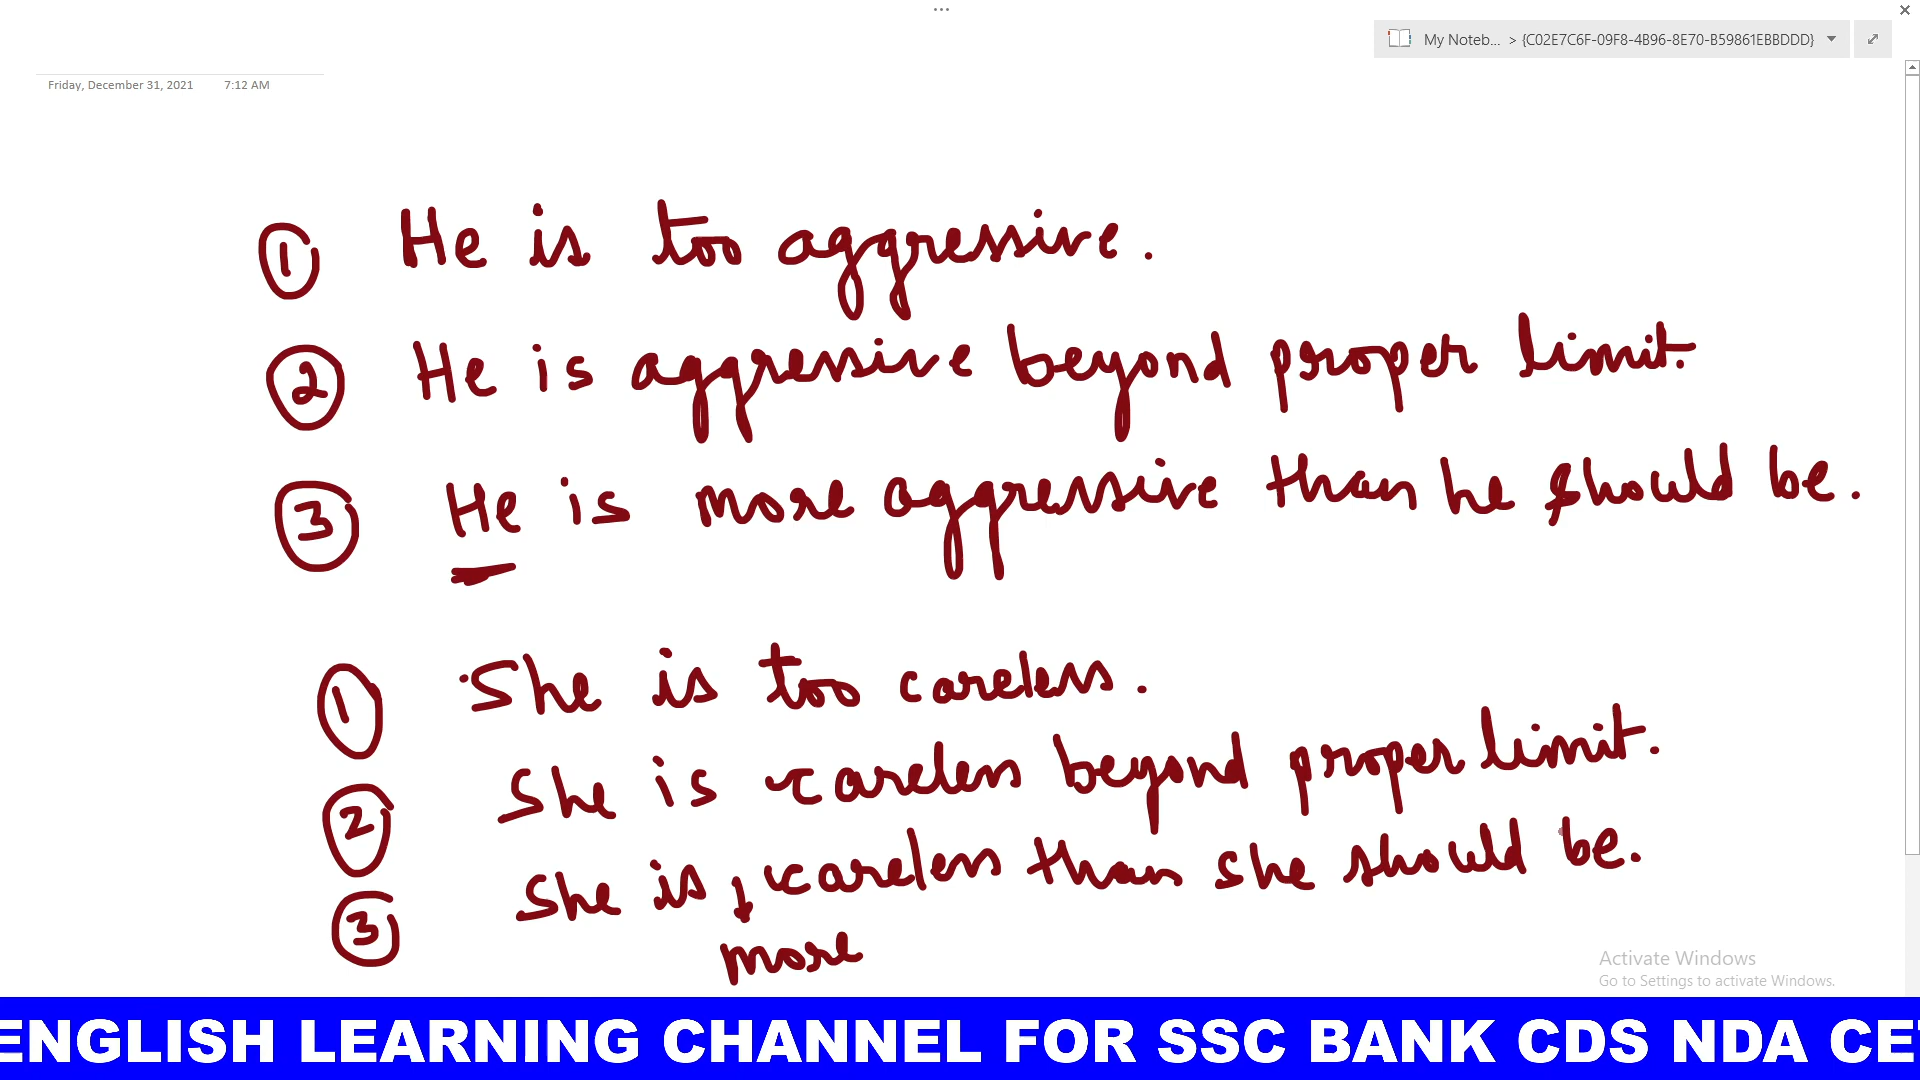 ...
My Noteb... > {C02E7C6F-09F8-4B96-8E70-B59861EBBDDD}
Friday, December 31, 2021 7:12 AM
1 He is too aggressive.
2 He is aggressive beyond proper limit.
3 He is more aggressive than he should be.
1 She is too careless.
2 She is careless beyond proper limit.
3 She is careless than she should be.
more
Activate Windows
Go to Settings to activate Windows.
ENGLISH LEARNING CHANNEL FOR SSC BANK CDS NDA CE